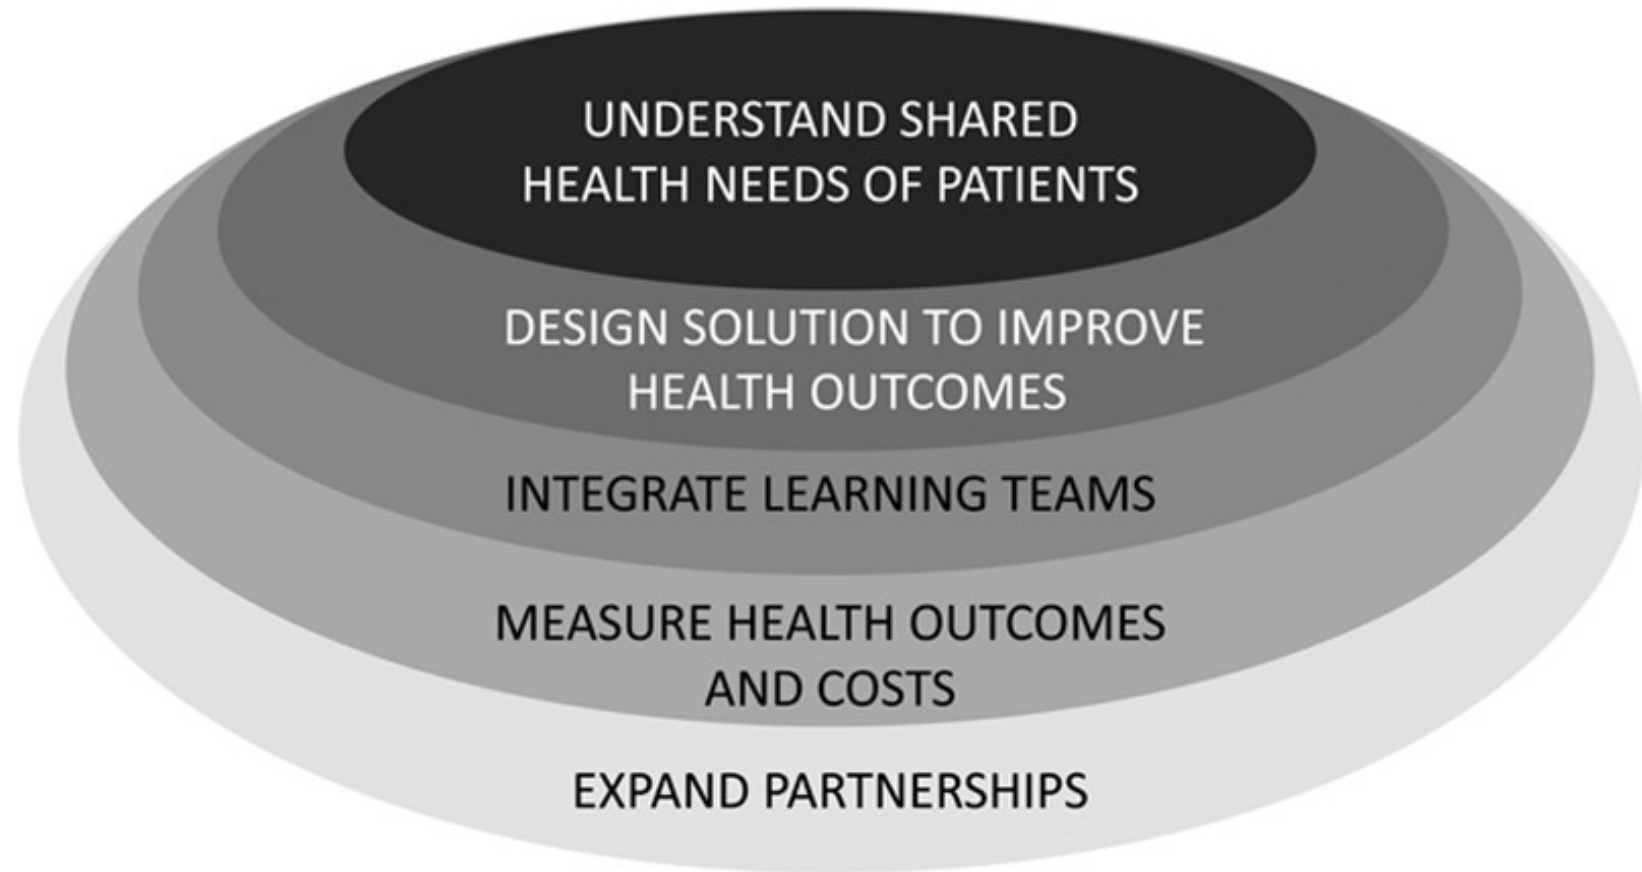 UNDERSTAND SHARED
HEALTH NEEDS OF PATIENTS
DESIGN SOLUTION TO IMPROVE
HEALTH OUTCOMES
INTEGRATE LEARNING TEAMS
MEASURE HEALTH OUTCOMES
AND COSTS
EXPAND PARTNERSHIPS